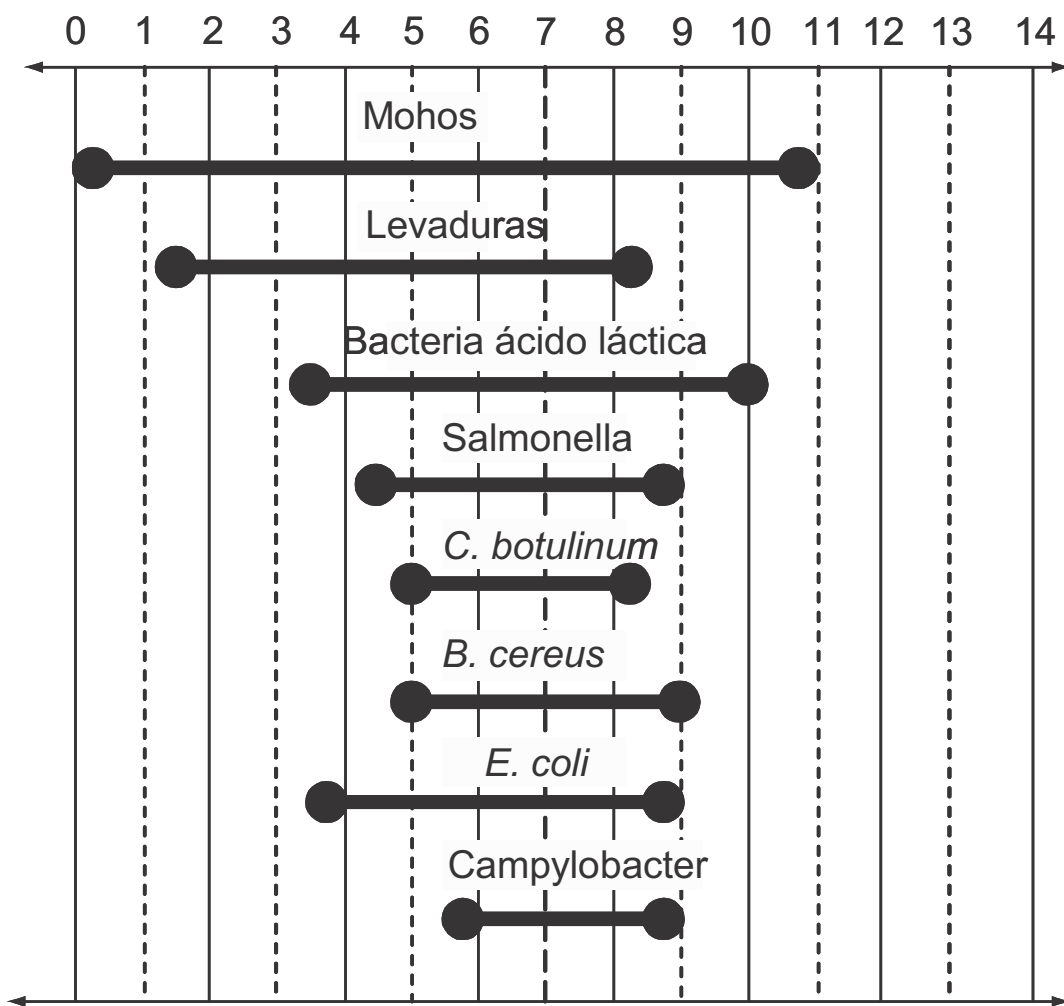 0 1 2 3 4 5 6 7 8 9 10 11 12 13 14
Mohos
Levaduras
Bacteria ácido láctica
Salmonella
C. botulinum
B. cereus
E. coli
Campylobacter